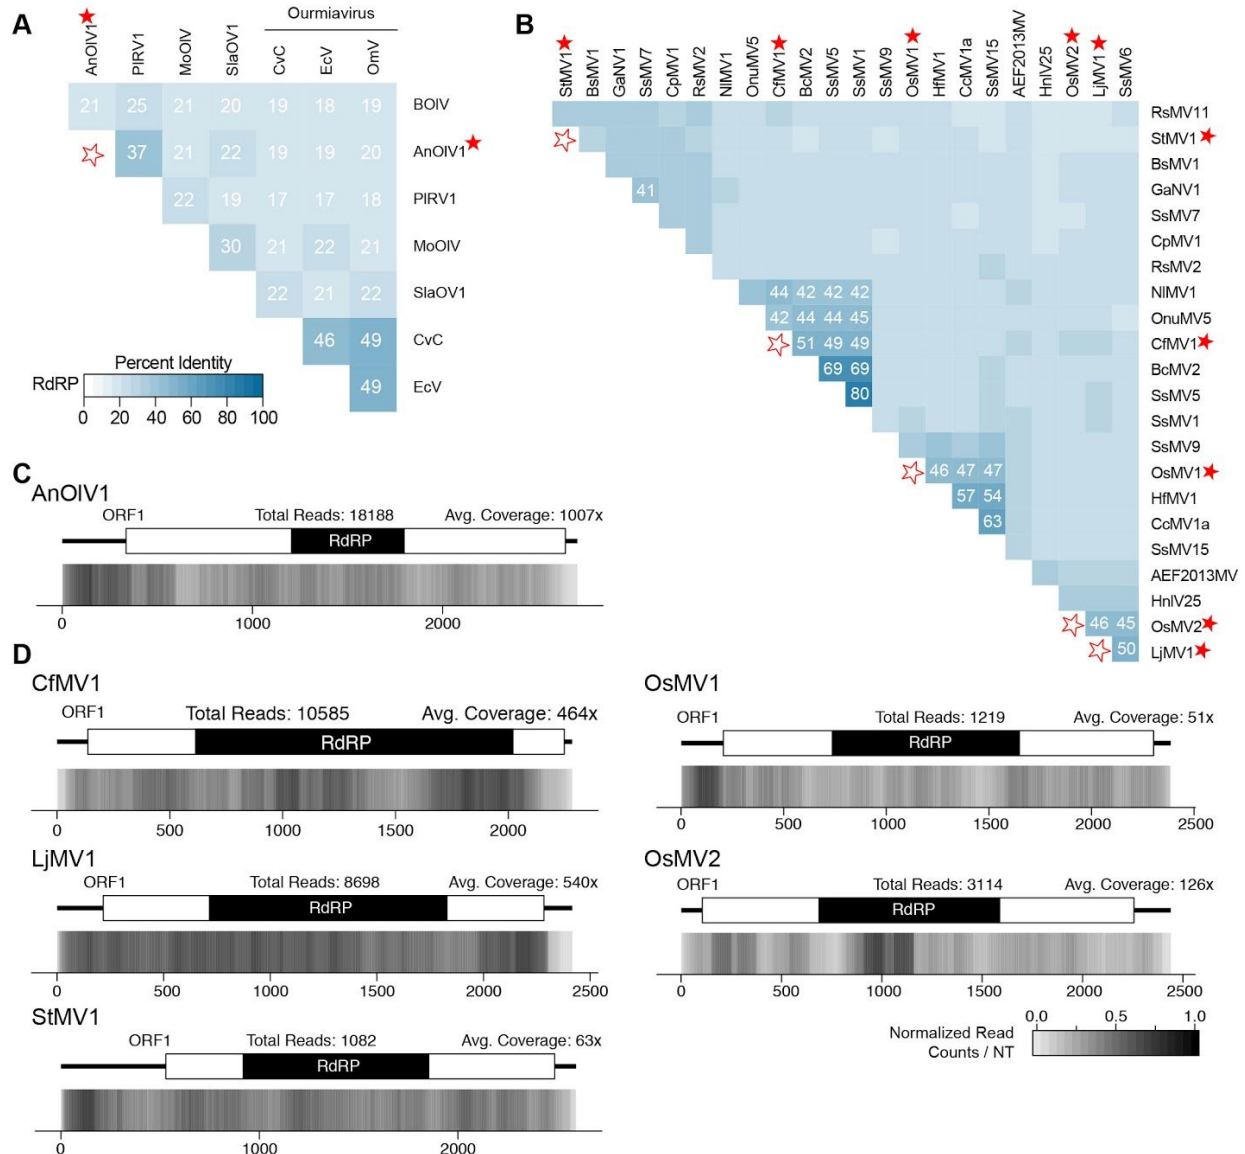 A
Ourmiavirus
AnOlV1 PlRV1 MoOlV SlaOV1 CvC EcV OmV
21 25 21 20 19 18 19 BOlV
37 21 22 19 19 20 AnOlV1
22 19 17 17 18 PlRV1
30 21 22 21 MoOlV
22 21 22 SlaOV1
46 49 CvC
49 EcV
Percent Identity
RdRP
0 20 40 60 80 100
B
StMV1 BsMV1 GaNV1 SsMV7 CpMV1 RsMV2 NlMV1 OnuMV5 CfMV1 BcMV2 SsMV5 SsMV1 SsMV9 OsMV1 HfMV1 CcMV1a SsMV15 AEF2013MV HnlV25 OsMV2 LjMV1 SsMV6
RsMV11
StMV1
BsMV1
41 GaNV1
SsMV7
CpMV1
RsMV2
44 42 42 42 NlMV1
42 44 44 45 OnuMV5
51 49 49 CfMV1
69 69 BcMV2
80 SsMV5
SsMV1
SsMV9
46 47 47 OsMV1
57 54 HfMV1
63 CcMV1a
SsMV15
AEF2013MV
HnlV25
46 45 OsMV2
50 LjMV1
C
AnOlV1
ORF1 Total Reads: 18188 Avg. Coverage: 1007x
RdRP
0 1000 2000
D
CfMV1
ORF1 Total Reads: 10585 Avg. Coverage: 464x
RdRP
0 500 1000 1500 2000
LjMV1
ORF1 Total Reads: 8698 Avg. Coverage: 540x
RdRP
0 500 1000 1500 2000 2500
StMV1
ORF1 Total Reads: 1082 Avg. Coverage: 63x
RdRP
0 1000 2000
OsMV1
ORF1 Total Reads: 1219 Avg. Coverage: 51x
RdRP
0 500 1000 1500 2000 2500
OsMV2
ORF1 Total Reads: 3114 Avg. Coverage: 126x
RdRP
0 500 1000 1500 2000 2500
Normalized Read
Counts / NT
0.0 0.5 1.0